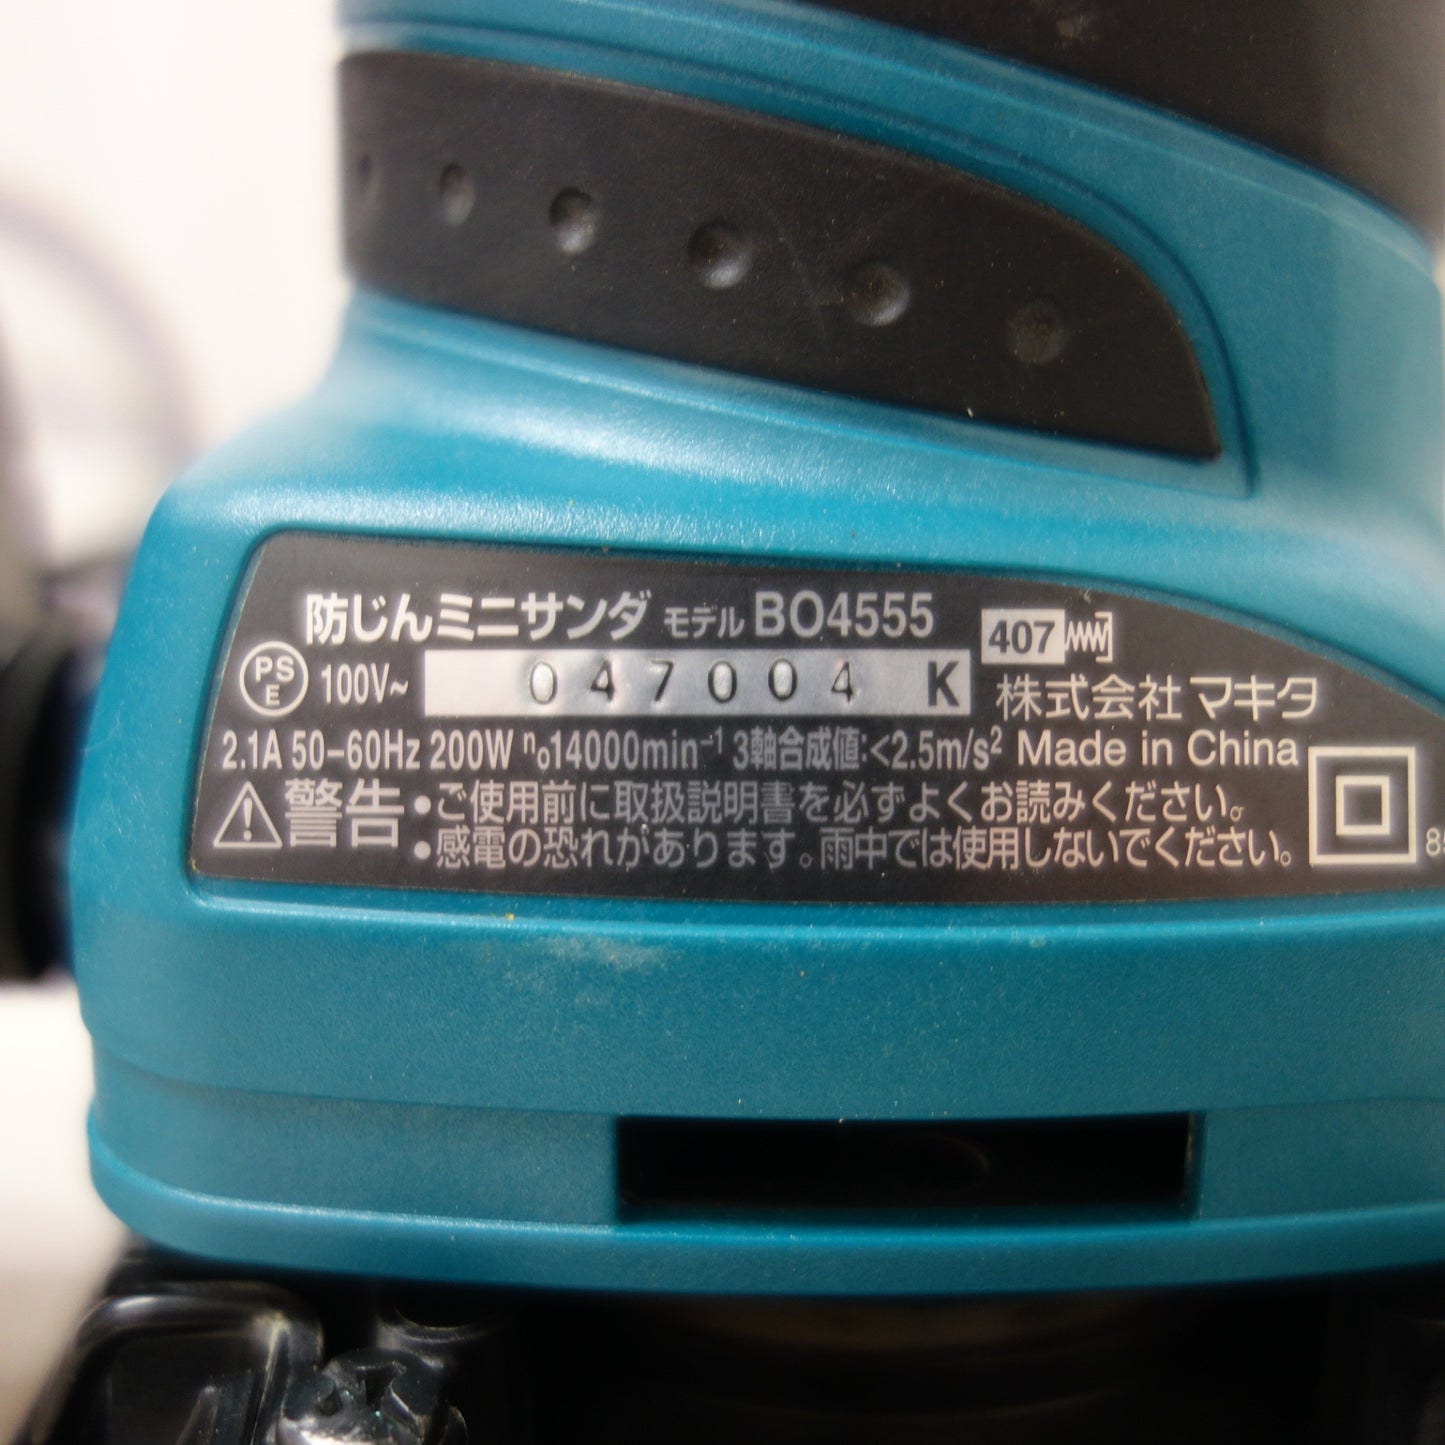 防じんミニサンダ モデル BO4555
407
PS
E
100V~ 047004 K
株式会社 マキタ
2.1A 50-60Hz 200W n₀14000min⁻¹ 3軸合成値:<2.5m/s² Made in China
警告
•ご使用前に取扱説明書を必ずよくお読みください。
•感電の恐れがあります。雨中では使用しないでください。